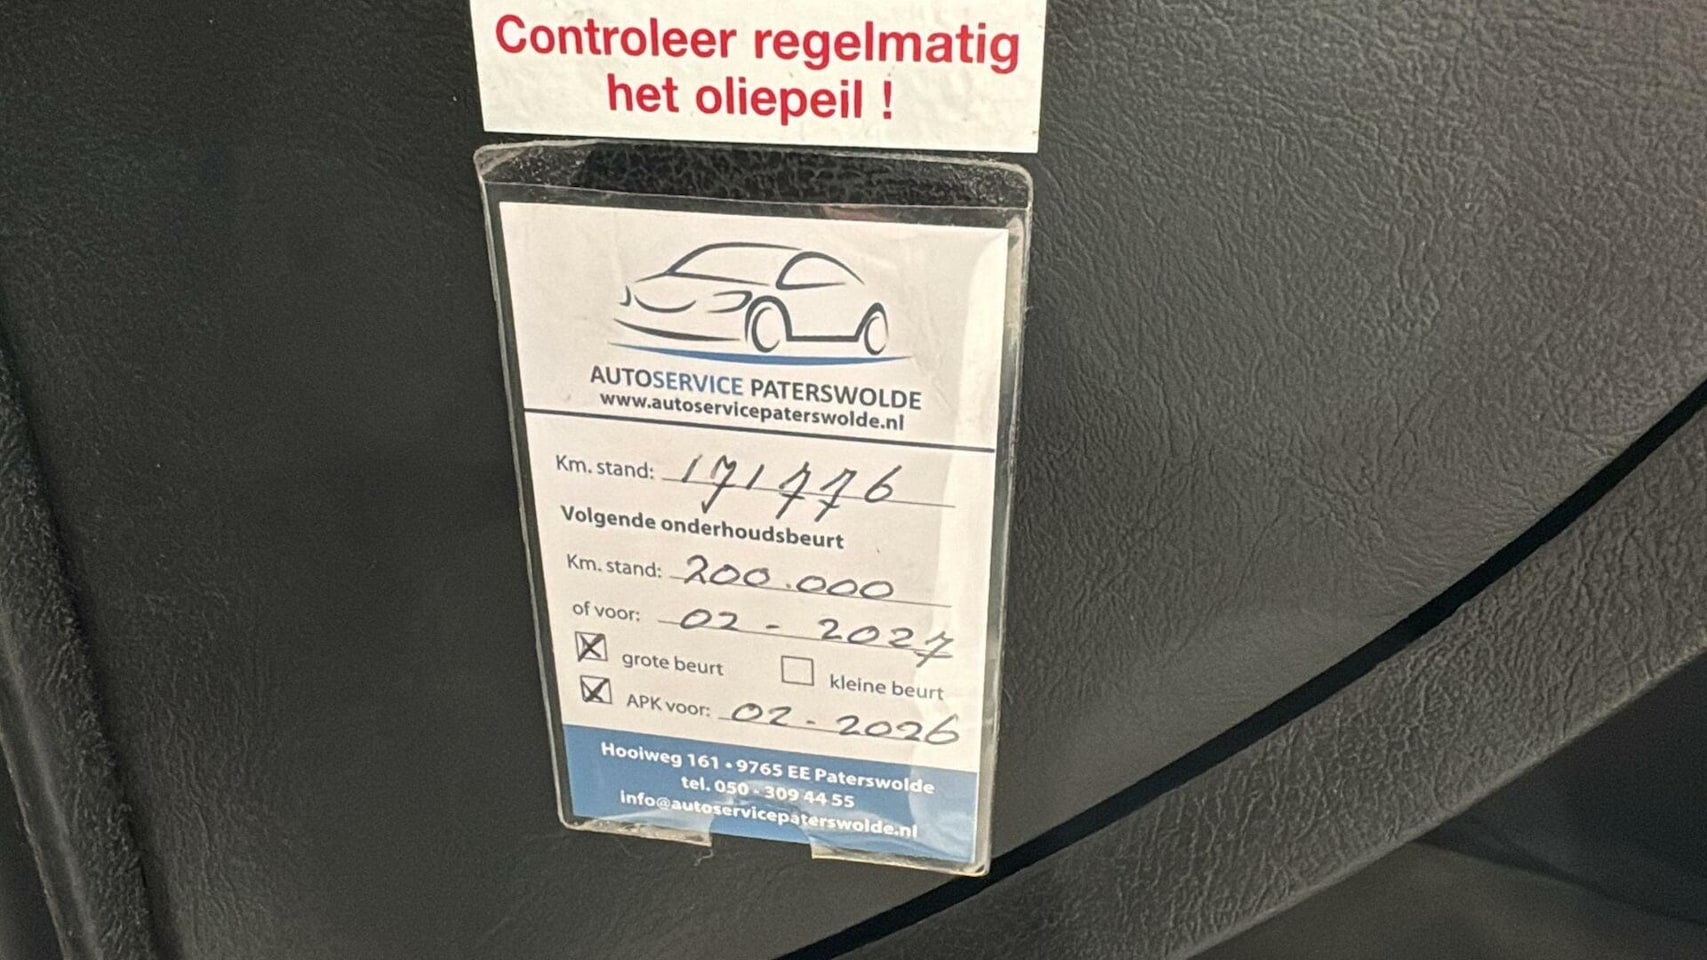 Controleer regelmatig
het oliepeil !
AUTOSERVICE PATERSWOLDE
www.autoservicepaterswolde.nl
Km. stand: 171776
Volgende onderhoudsbeurt
Km. stand: 200.000
of voor: 02 - 2027
grote beurt kleine beurt
APK voor: 02 - 2026
Hooiweg 161 • 9765 EE Paterswolde
tel. 050 - 309 44 55
info@autoservicepaterswolde.nl